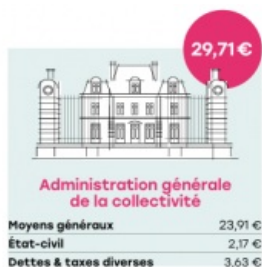 29,71 €
Administration générale
de la collectivité
Moyens généraux 23,91 €
État-civil 2,17 €
Dettes & taxes diverses 3,63 €